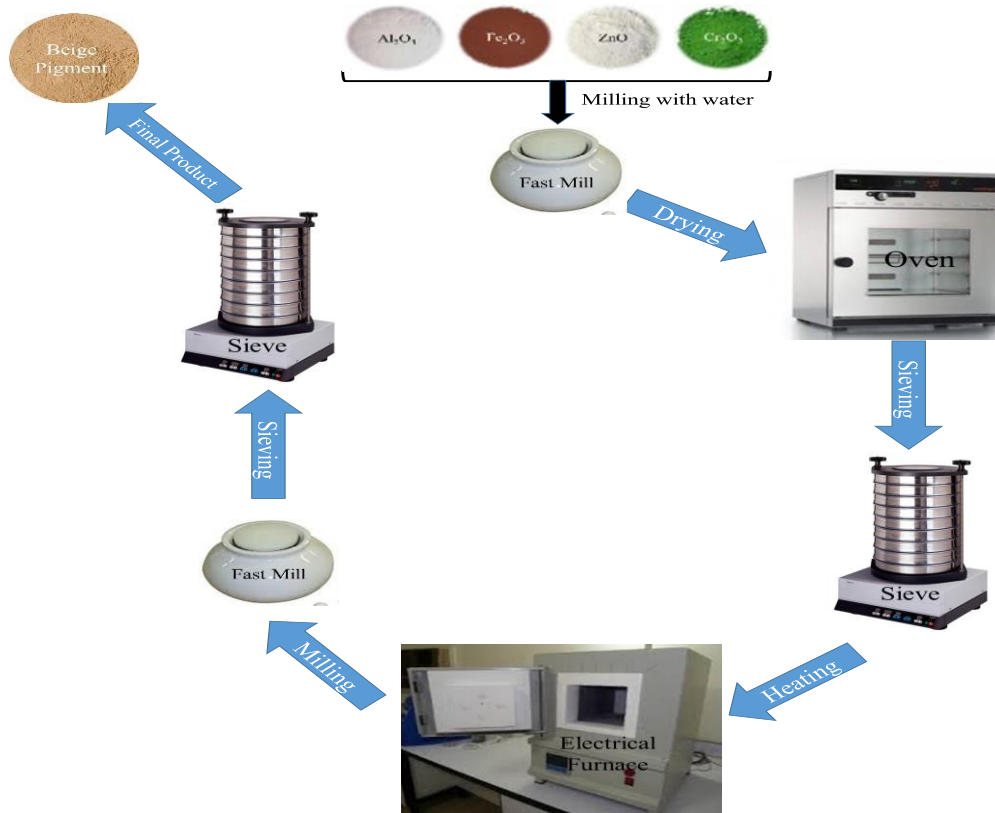 Beige
Pigment
Al₂O₃
Fe₂O₃
ZnO
Cr₂O₃
Milling with water
Fast Mill
Drying
Oven
Sieving
Sieve
Heating
Electrical
Furnace
Milling
Fast Mill
Sieving
Sieve
Final Product